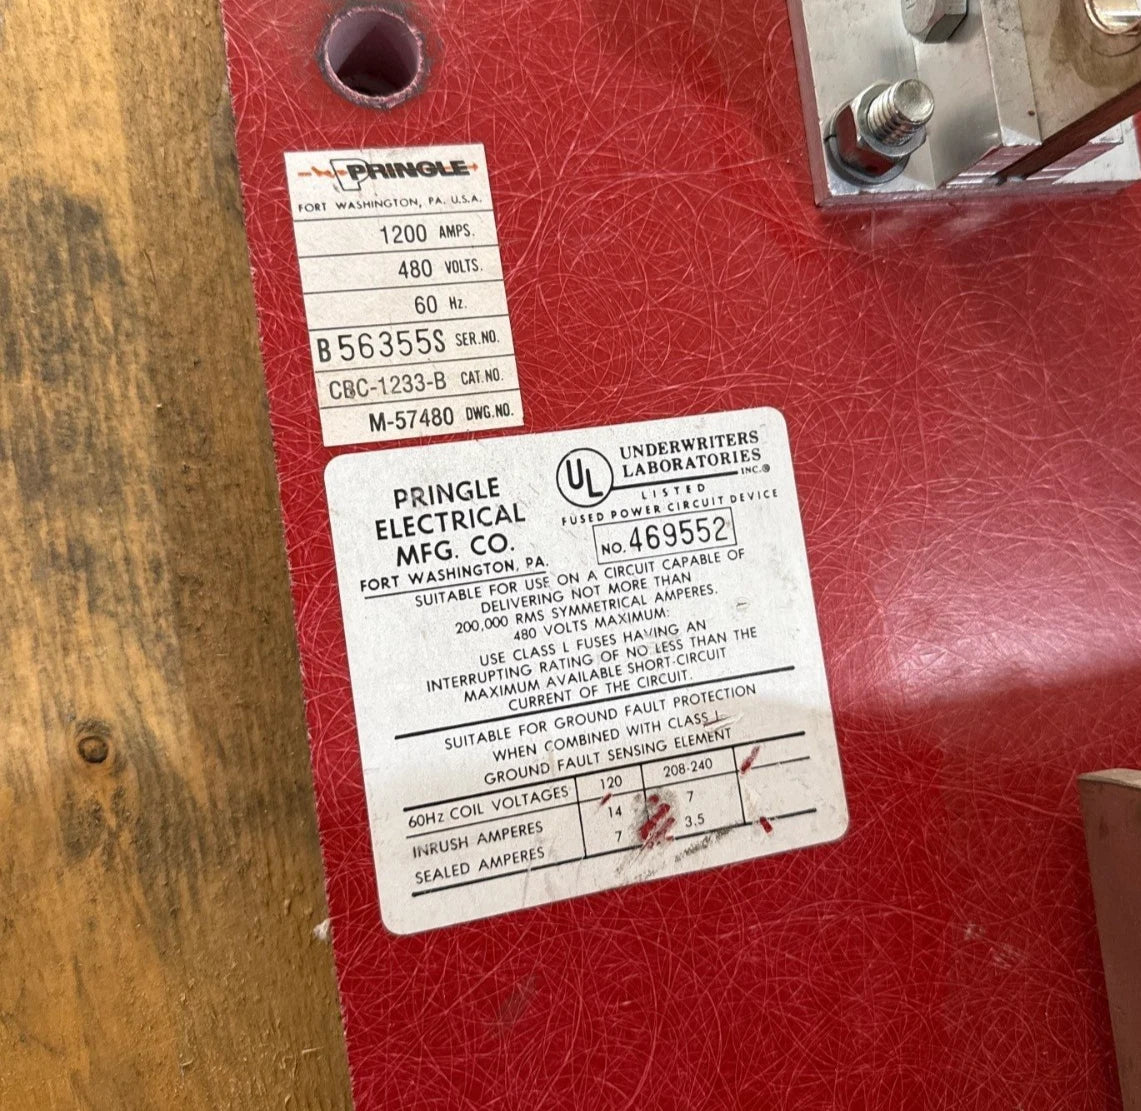 PRINGLE
FORT WASHINGTON, PA. U.S.A.
1200 AMPS.
480 VOLTS.
60 Hz.
B56355S SER.NO.
CBC-1233-B CAT.NO.
M-57480 DWG.NO.
PRINGLE
ELECTRICAL
MFG. CO.
FORT WASHINGTON, PA.
UL
UNDERWRITERS
LABORATORIES
INC.®
LISTED
FUSED POWER CIRCUIT DEVICE
NO. 469552
SUITABLE FOR USE ON A CIRCUIT CAPABLE OF
DELIVERING NOT MORE THAN
200,000 RMS SYMMETRICAL AMPERES.
480 VOLTS MAXIMUM:
USE CLASS L FUSES HAVING AN
INTERRUPTING RATING OF NO LESS THAN THE
MAXIMUM AVAILABLE SHORT-CIRCUIT
CURRENT OF THE CIRCUIT.
SUITABLE FOR GROUND FAULT PROTECTION
WHEN COMBINED WITH CLASS I
GROUND FAULT SENSING ELEMENT
60Hz COIL VOLTAGES 120 208-240
INRUSH AMPERES 14 7
SEALED AMPERES 7 3.5